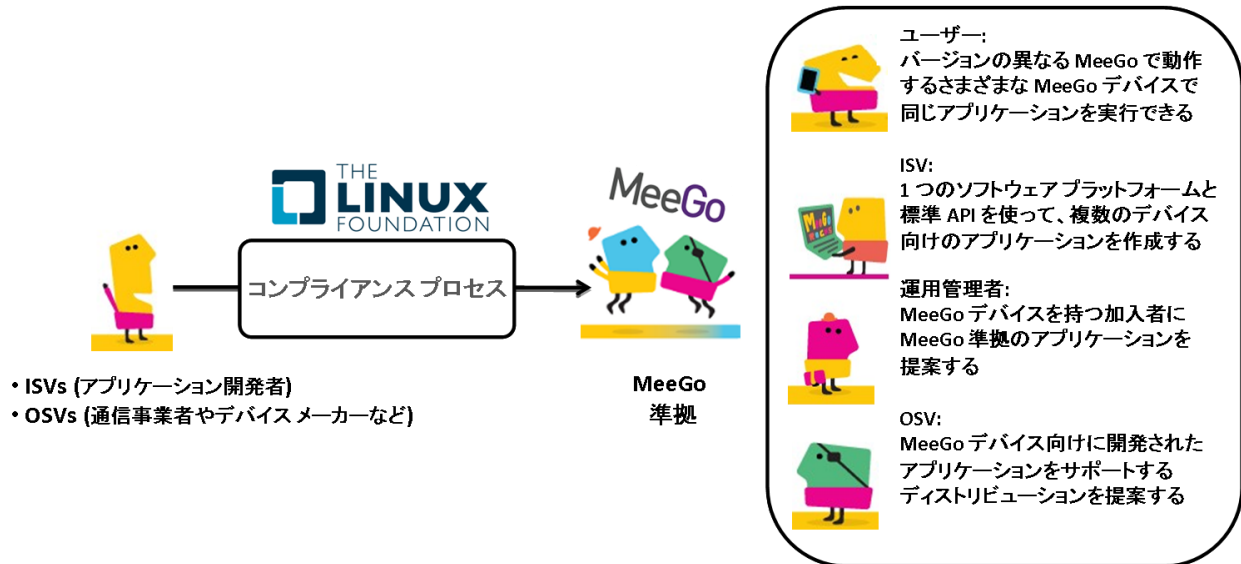 THE
LINUX
FOUNDATION
コンプライアンス プロセス
• ISVs (アプリケーション開発者)
• OSVs (通信事業者やデバイス メーカーなど)
MeeGo
MeeGo
準拠
ユーザー:
バージョンの異なる MeeGo で動作
するさまざまな MeeGo デバイスで
同じアプリケーションを実行できる
ISV:
1 つのソフトウェア プラットフォームと
標準 API を使って、複数のデバイス
向けのアプリケーションを作成する
運用管理者:
MeeGo デバイスを持つ加入者に
MeeGo 準拠のアプリケーションを
提案する
OSV:
MeeGo デバイス向けに開発された
アプリケーションをサポートする
ディストリビューションを提案する